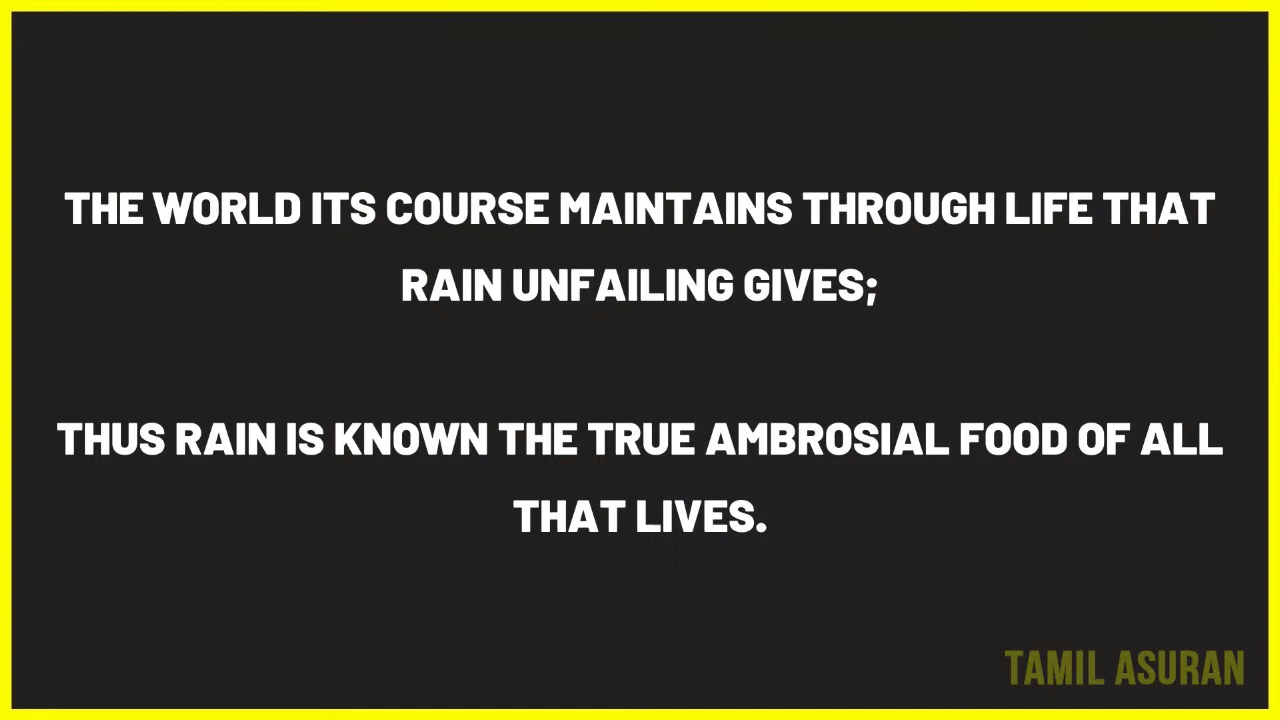 THE WORLD ITS COURSE MAINTAINS THROUGH LIFE THAT
RAIN UNFAILING GIVES;
THUS RAIN IS KNOWN THE TRUE AMBROSIAL FOOD OF ALL
THAT LIVES.
TAMIL ASURAN